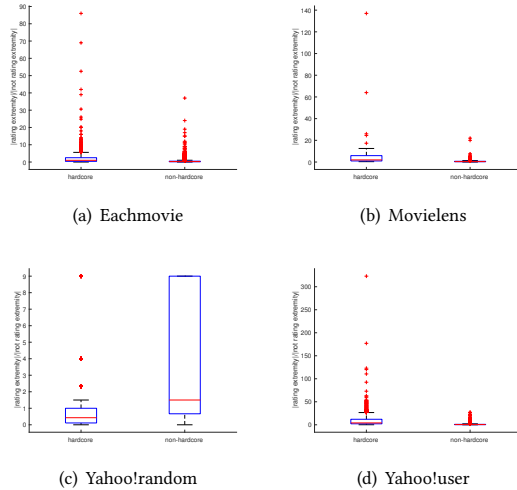 |rating extremity|/|not rating extremity|
90
80
70
60
50
40
30
20
10
0
hardcore non-hardcore
(a) Eachmovie
|rating extremity|/|not rating extremity|
140
120
100
80
60
40
20
0
hardcore non-hardcore
(b) Movielens
|rating extremity|/|not rating extremity|
9
8
7
6
5
4
3
2
1
0
hardcore non-hardcore
(c) Yahoo!random
|rating extremity|/|not rating extremity|
300
250
200
150
100
50
0
hardcore non-hardcore
(d) Yahoo!user